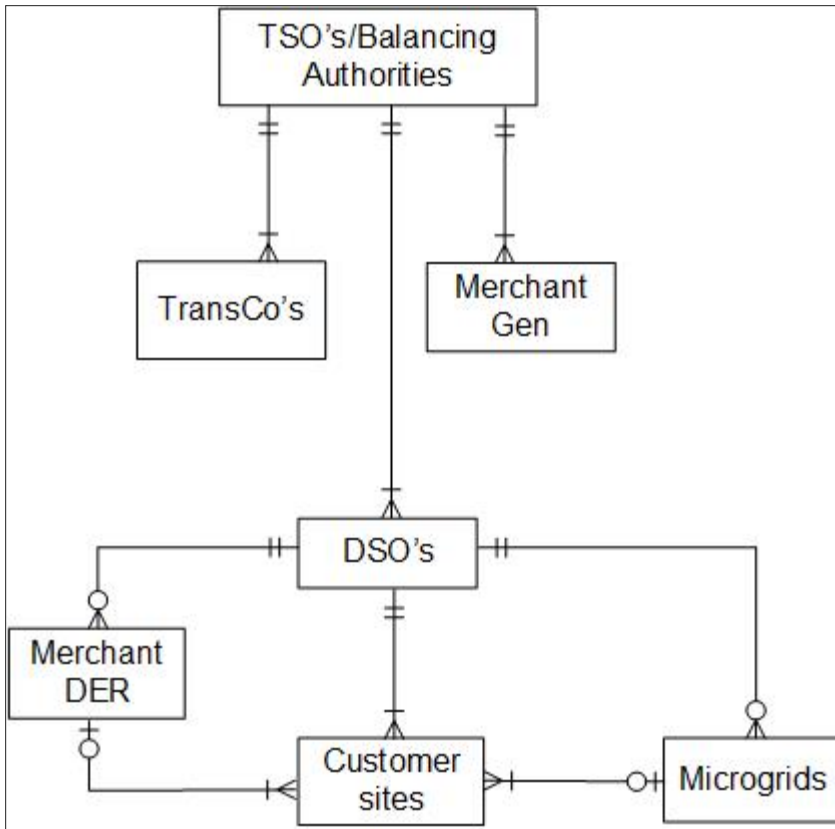 TSO's/Balancing
Authorities
TransCo's
Merchant
Gen
DSO's
Merchant
DER
Customer
sites
Microgrids